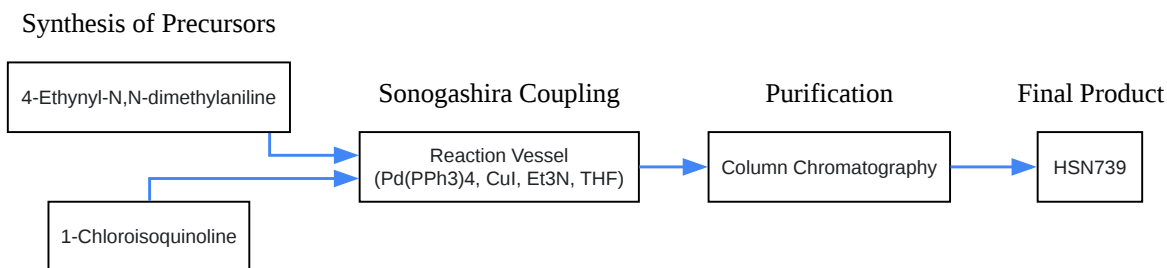 Synthesis of Precursors
4-Ethynyl-N,N-dimethylaniline
Sonogashira Coupling
Purification
Final Product
Reaction Vessel
(Pd(PPh3)4, CuI, Et3N, THF)
Column Chromatography
HSN739
1-Chloroisoquinoline